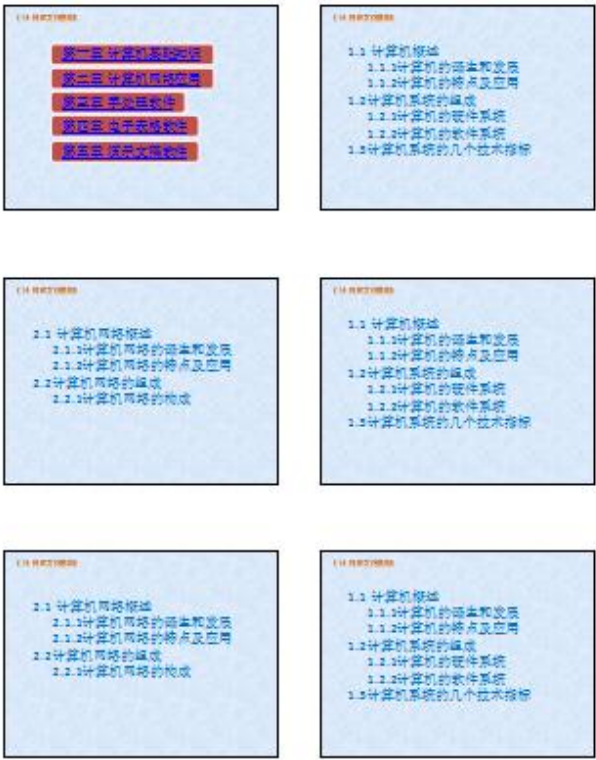 第一章 计算机基础知识
第二章 计算机网络应用
第三章 字处理软件
第四章 电子表格软件
第五章 演示文稿软件
1.1 计算机概述
1.1.1计算机的诞生和发展
1.1.2计算机的特点及应用
1.2计算机系统的组成
1.2.1计算机的硬件系统
1.2.2计算机的软件系统
1.3计算机系统的几个技术指标
2.1 计算机网络概述
2.1.1计算机网络的诞生和发展
2.1.2计算机网络的特点及应用
2.2计算机网络的组成
2.2.1计算机网络的构成
1.1 计算机概述
1.1.1计算机的诞生和发展
1.1.2计算机的特点及应用
1.2计算机系统的组成
1.2.1计算机的硬件系统
1.2.2计算机的软件系统
1.3计算机系统的几个技术指标
2.1 计算机网络概述
2.1.1计算机网络的诞生和发展
2.1.2计算机网络的特点及应用
2.2计算机网络的组成
2.2.1计算机网络的构成
1.1 计算机概述
1.1.1计算机的诞生和发展
1.1.2计算机的特点及应用
1.2计算机系统的组成
1.2.1计算机的硬件系统
1.2.2计算机的软件系统
1.3计算机系统的几个技术指标